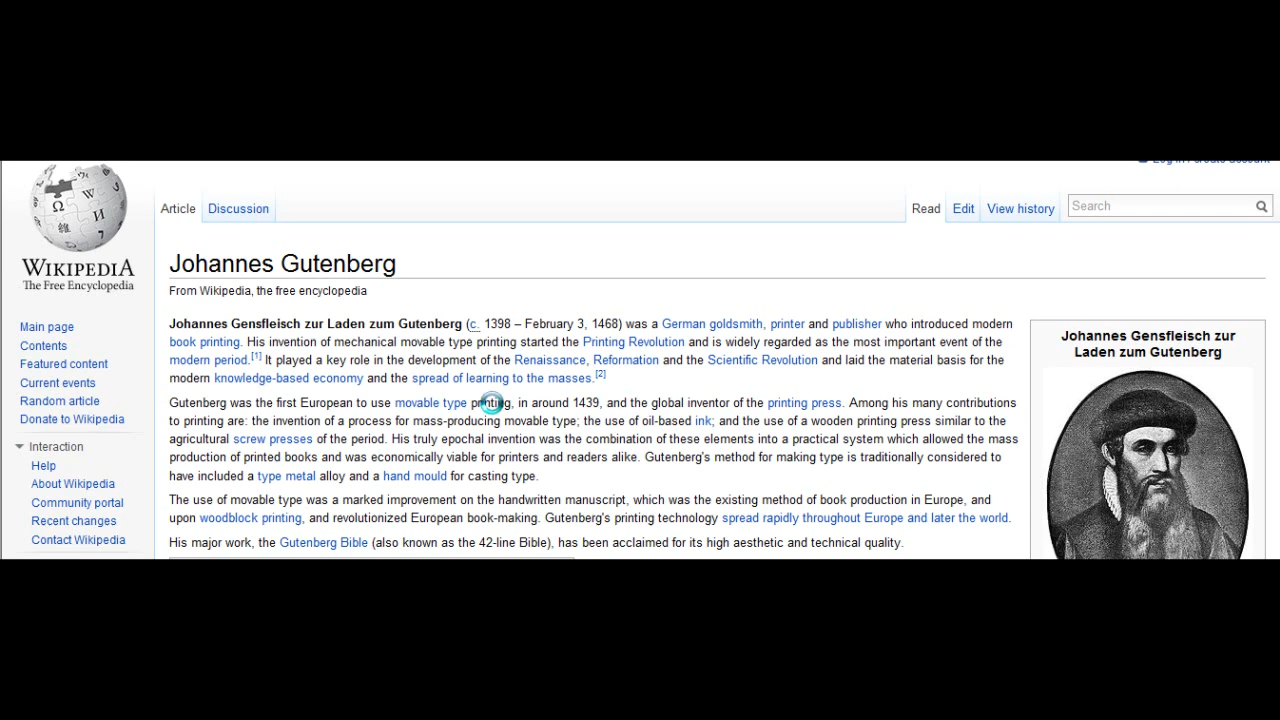 Log in / create account
WIKIPEDIA
The Free Encyclopedia
Article Discussion Read Edit View history Search
Main page
Contents
Featured content
Current events
Random article
Donate to Wikipedia
Interaction
Help
About Wikipedia
Community portal
Recent changes
Contact Wikipedia
Johannes Gutenberg
From Wikipedia, the free encyclopedia
Johannes Gensfleisch zur Laden zum Gutenberg (c. 1398 – February 3, 1468) was a German goldsmith, printer and publisher who introduced modern
book printing. His invention of mechanical movable type printing started the Printing Revolution and is widely regarded as the most important event of the
modern period.[1] It played a key role in the development of the Renaissance, Reformation and the Scientific Revolution and laid the material basis for the
modern knowledge-based economy and the spread of learning to the masses.[2]
Gutenberg was the first European to use movable type printing, in around 1439, and the global inventor of the printing press. Among his many contributions
to printing are: the invention of a process for mass-producing movable type; the use of oil-based ink; and the use of a wooden printing press similar to the
agricultural screw presses of the period. His truly epochal invention was the combination of these elements into a practical system which allowed the mass
production of printed books and was economically viable for printers and readers alike. Gutenberg's method for making type is traditionally considered to
have included a type metal alloy and a hand mould for casting type.
The use of movable type was a marked improvement on the handwritten manuscript, which was the existing method of book production in Europe, and
upon woodblock printing, and revolutionized European book-making. Gutenberg's printing technology spread rapidly throughout Europe and later the world.
His major work, the Gutenberg Bible (also known as the 42-line Bible), has been acclaimed for its high aesthetic and technical quality.
Johannes Gensfleisch zur
Laden zum Gutenberg